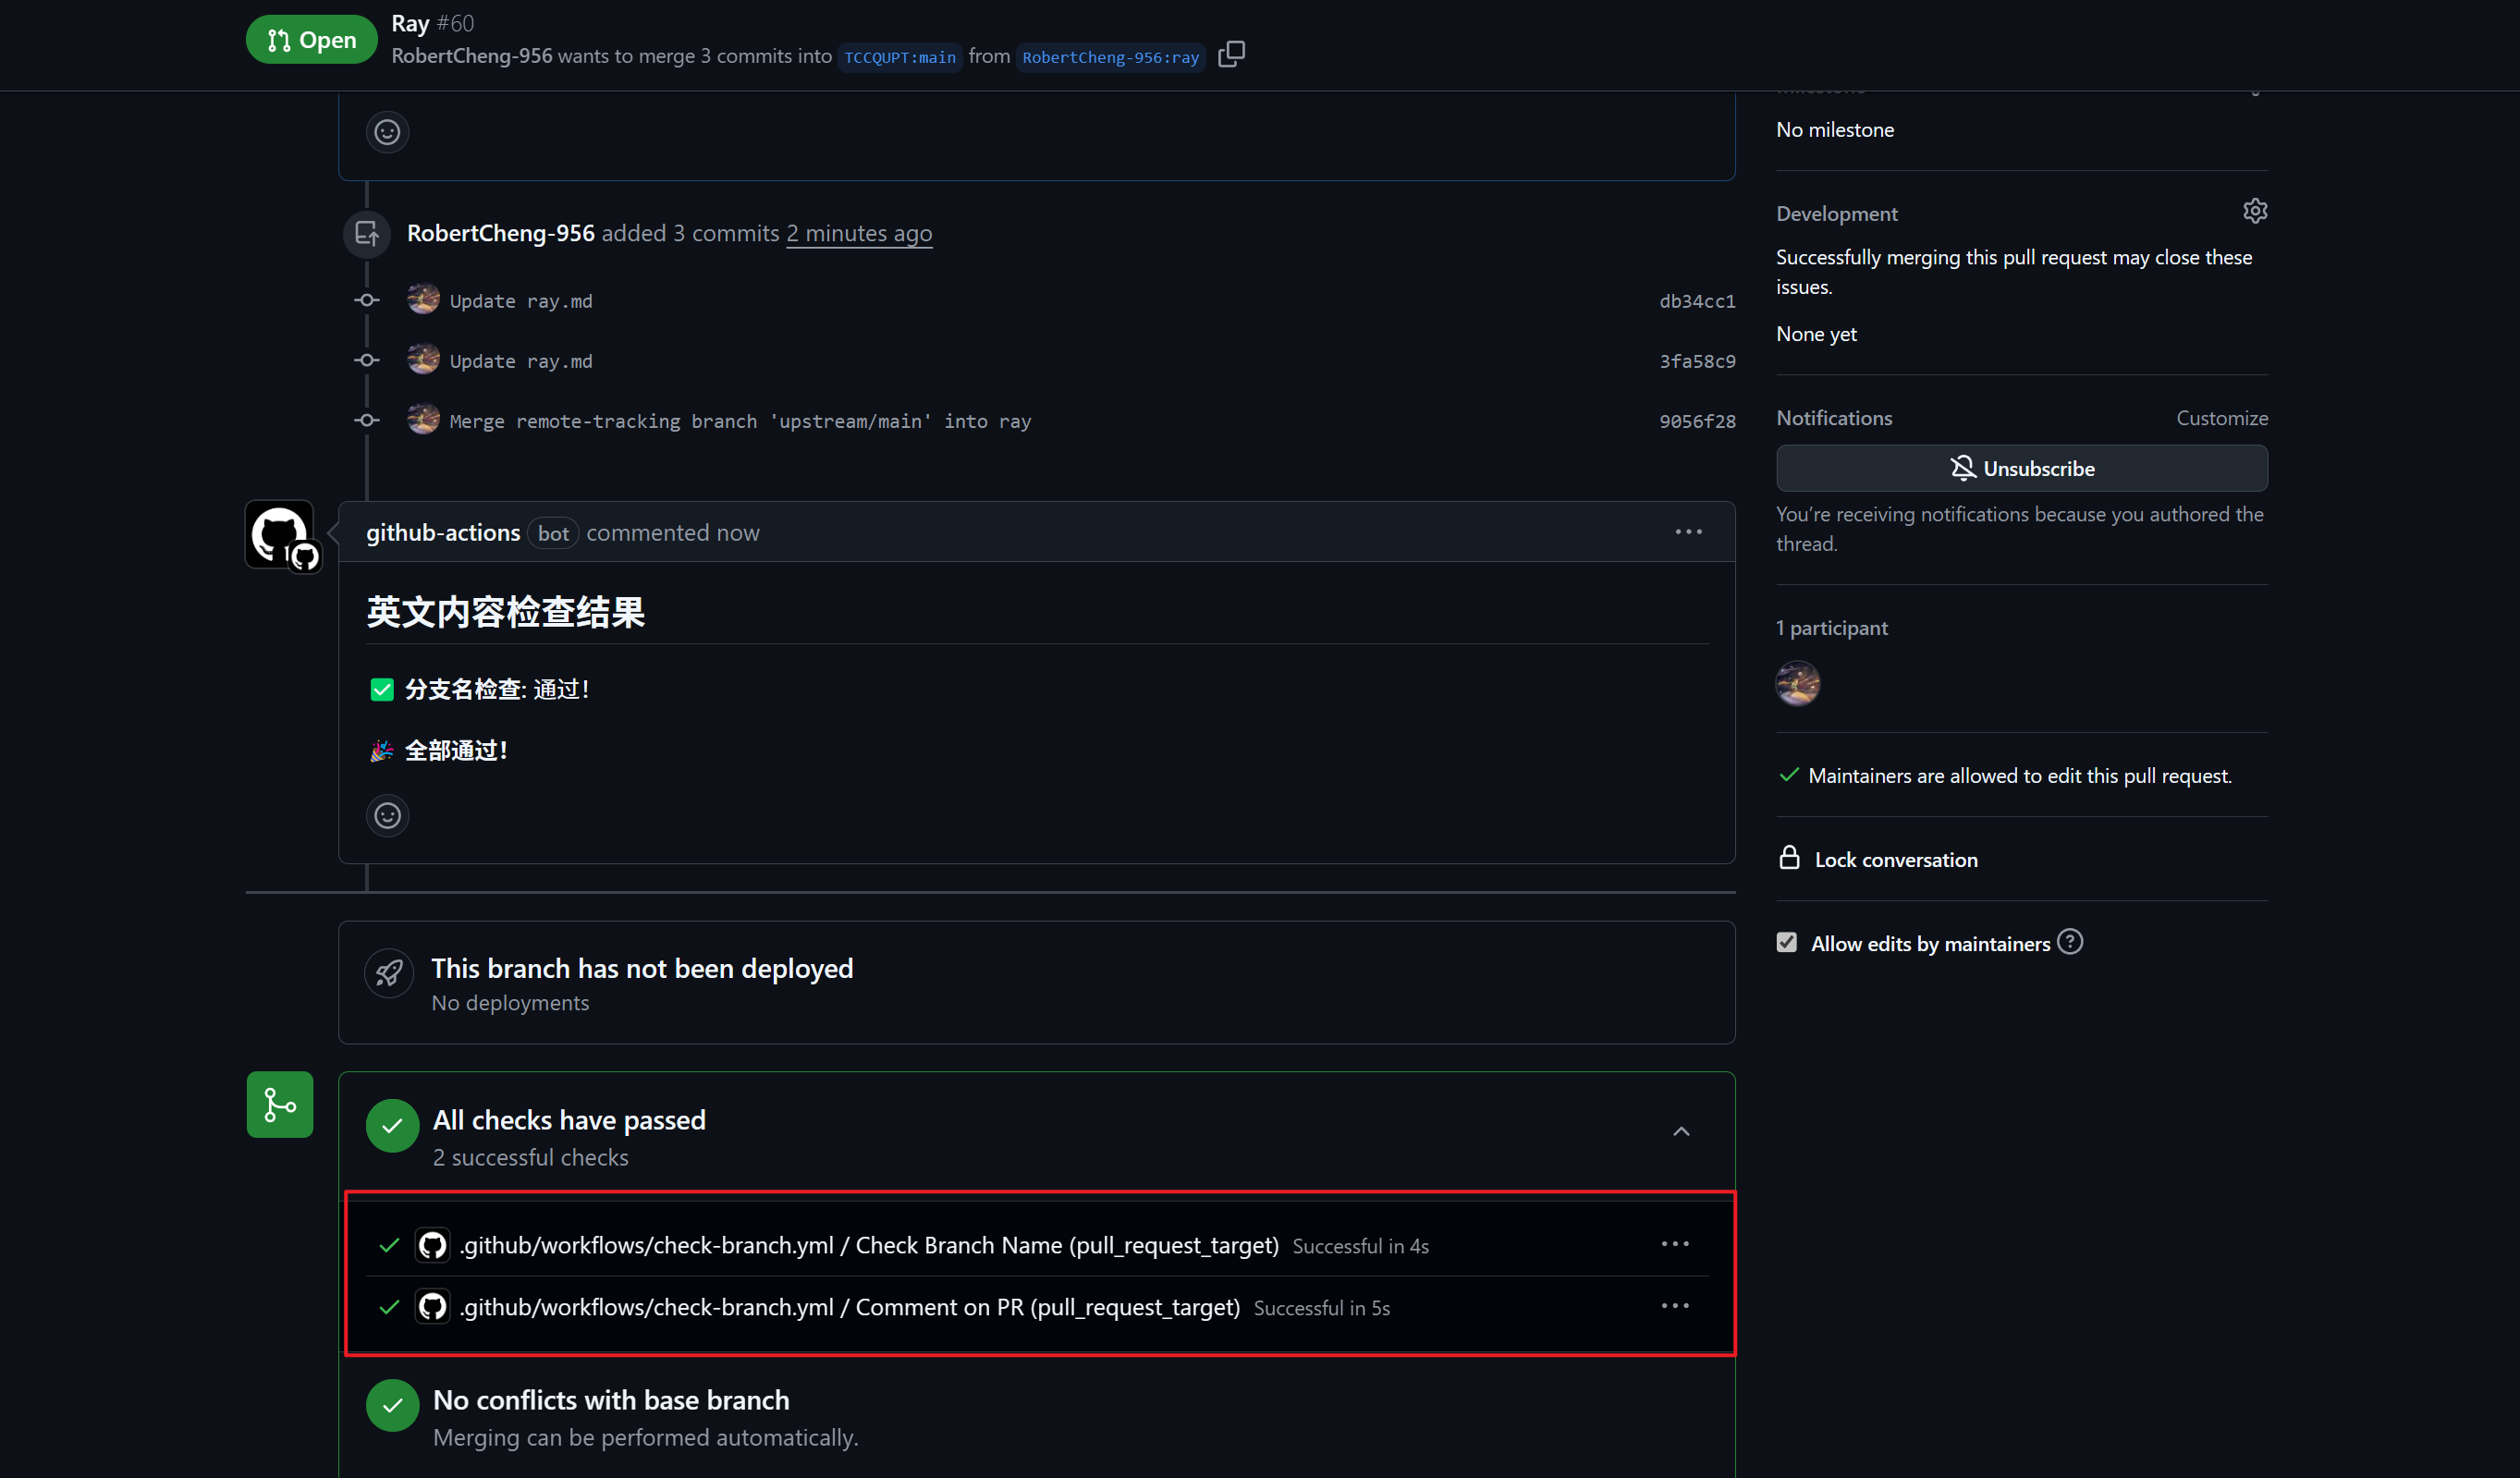 Open
Ray #60
RobertCheng-956 wants to merge 3 commits into TCCQUPT:main from RobertCheng-956:ray
RobertCheng-956 added 3 commits 2 minutes ago
Update ray.md db34cc1
Update ray.md 3fa58c9
Merge remote-tracking branch 'upstream/main' into ray 9056f28
github-actions bot commented now
英文内容检查结果
✅ 分支名检查: 通过!
🎉 全部通过!
This branch has not been deployed
No deployments
All checks have passed
2 successful checks
.github/workflows/check-branch.yml / Check Branch Name (pull_request_target) Successful in 4s
.github/workflows/check-branch.yml / Comment on PR (pull_request_target) Successful in 5s
No conflicts with base branch
Merging can be performed automatically.
No milestone
Development
Successfully merging this pull request may close these
issues.
None yet
Notifications Customize
Unsubscribe
You’re receiving notifications because you authored the
thread.
1 participant
Maintainers are allowed to edit this pull request.
Lock conversation
Allow edits by maintainers